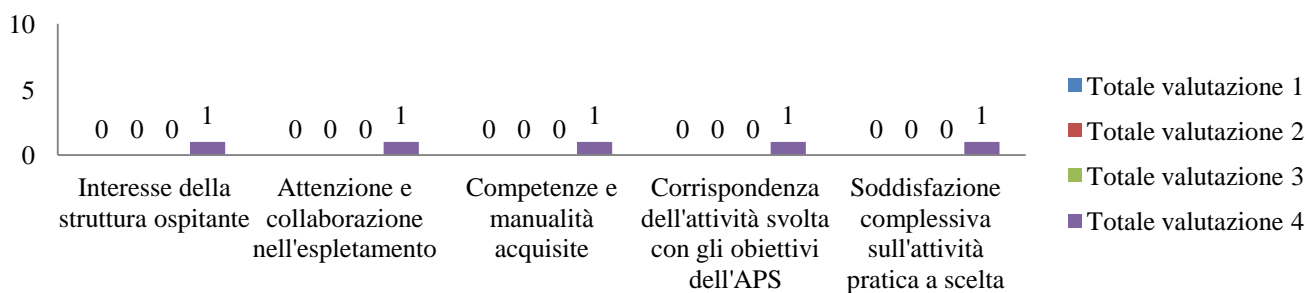 10
5
0
0 0 0 1 0 0 0 1 0 0 0 1 0 0 0 1 0 0 0 1
Interesse della
struttura ospitante
Attenzione e
collaborazione
nell'espletamento
Competenze e
manualità
acquisite
Corrispondenza
dell'attività svolta
con gli obiettivi
dell'APS
Soddisfazione
complessiva
sull'attività
pratica a scelta
Totale valutazione 1
Totale valutazione 2
Totale valutazione 3
Totale valutazione 4